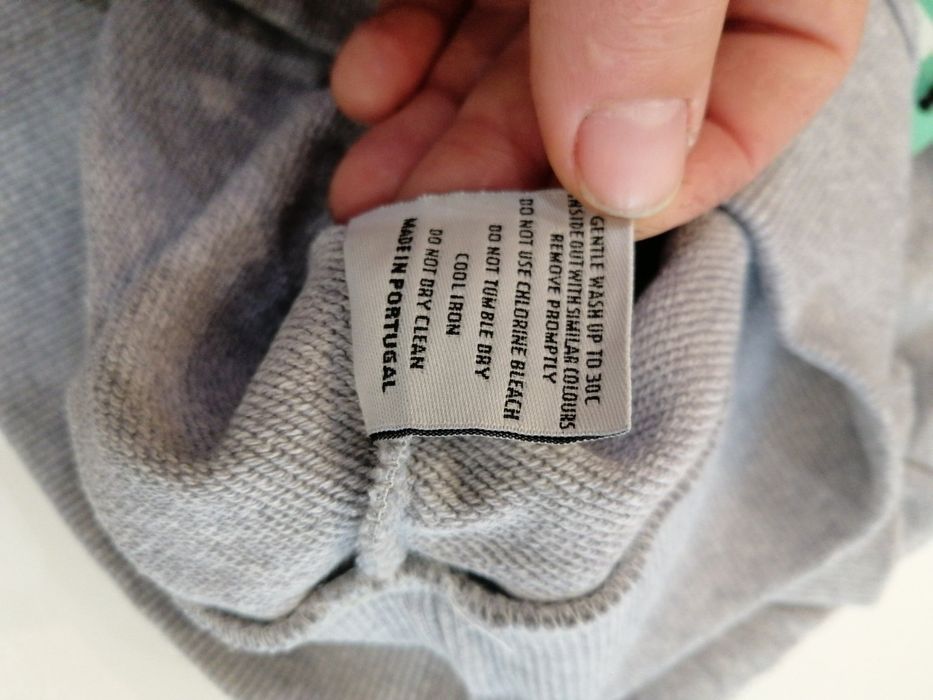 GENTLE WASH UP TO 30C
INSIDE OUT WITH SIMILAR COLOURS
REMOVE PROMPTLY
DO NOT USE CHLORINE BLEACH
DO NOT TUMBLE DRY
COOL IRON
DO NOT DRY CLEAN
MADE IN PORTUGAL